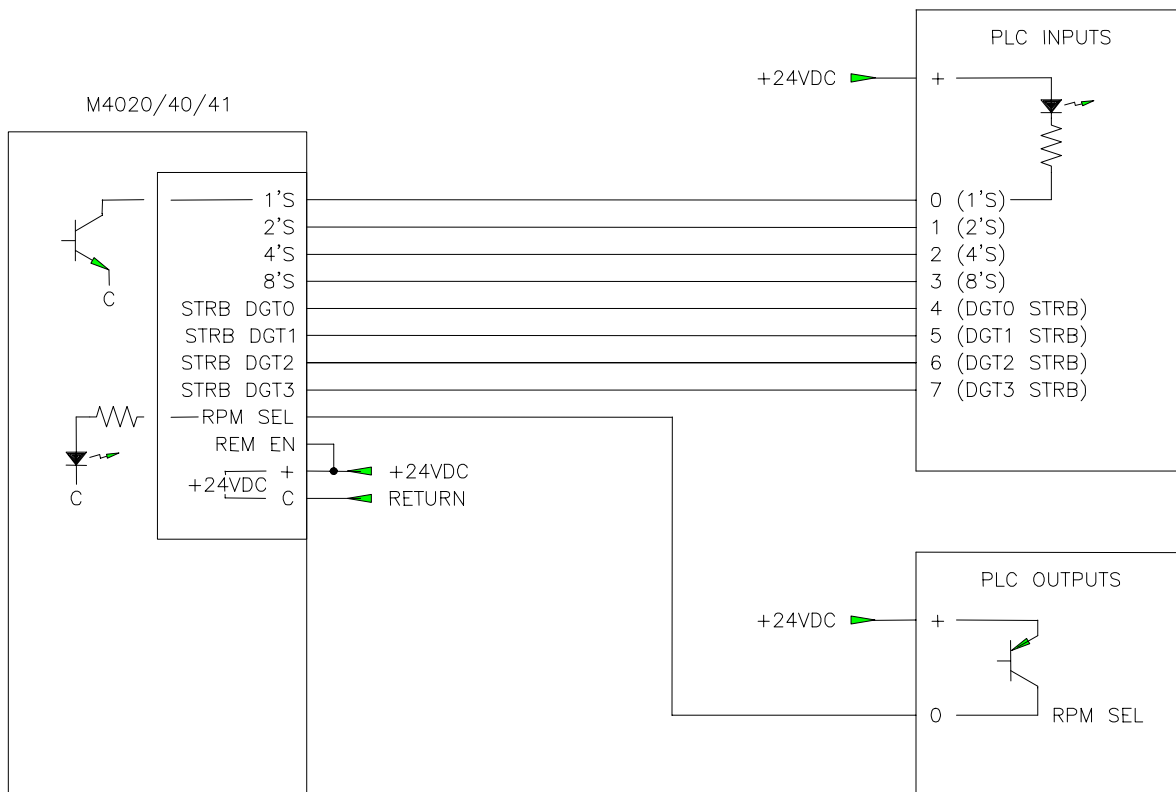 M4020/40/41
1'S
2'S
4'S
8'S
STRB DGT0
STRB DGT1
STRB DGT2
STRB DGT3
RPM SEL
REM EN
+
+24VDC
C
C
C
+24VDC
RETURN
PLC INPUTS
+24VDC
+
0 (1'S)
1 (2'S)
2 (4'S)
3 (8'S)
4 (DGT0 STRB)
5 (DGT1 STRB)
6 (DGT2 STRB)
7 (DGT3 STRB)
PLC OUTPUTS
+24VDC
+
0
RPM SEL